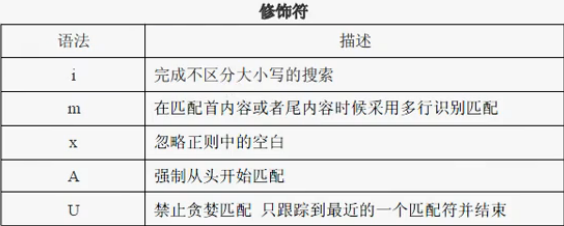 修饰符
语法 描述
i 完成不区分大小写的搜索
m 在匹配首内容或者尾内容时候采用多行识别匹配
x 忽略正则中的空白
A 强制从头开始匹配
U 禁止贪婪匹配 只跟踪到最近的一个匹配符并结束